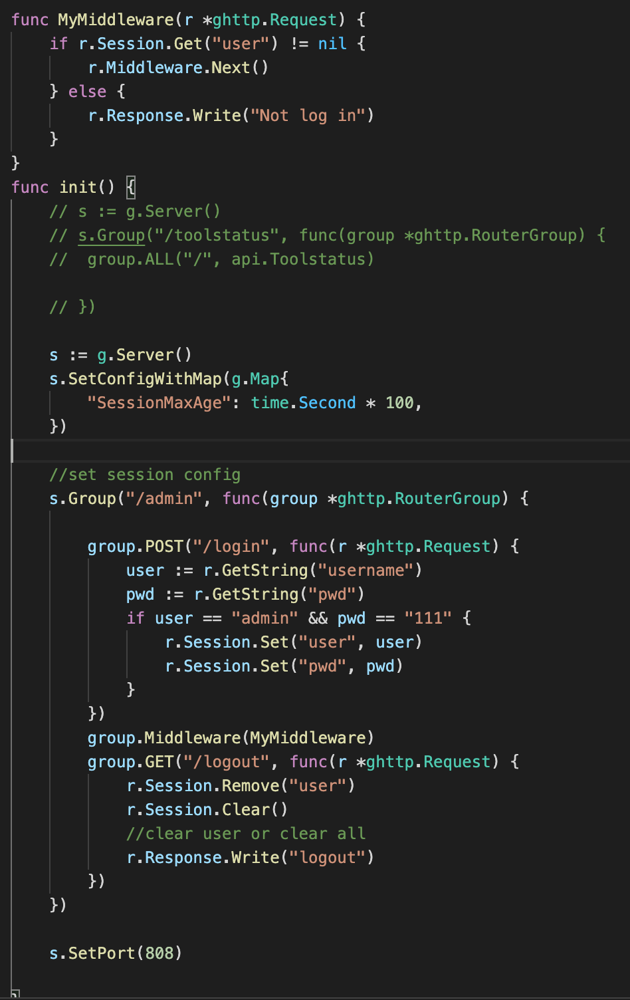 func MyMiddleware(r *ghttp.Request) {
    if r.Session.Get("user") != nil {
        r.Middleware.Next()
    } else {
        r.Response.Write("Not log in")
    }
}
func init() {
    // s := g.Server()
    // s.Group("/toolstatus", func(group *ghttp.RouterGroup) {
    //  group.ALL("/", api.Toolstatus)
    // })
    s := g.Server()
    s.SetConfigWithMap(g.Map{
        "SessionMaxAge": time.Second * 100,
    })
    //set session config
    s.Group("/admin", func(group *ghttp.RouterGroup) {
        group.POST("/login", func(r *ghttp.Request) {
            user := r.GetString("username")
            pwd := r.GetString("pwd")
            if user == "admin" && pwd == "111" {
                r.Session.Set("user", user)
                r.Session.Set("pwd", pwd)
            }
        })
        group.Middleware(MyMiddleware)
        group.GET("/logout", func(r *ghttp.Request) {
            r.Session.Remove("user")
            r.Session.Clear()
            //clear user or clear all
            r.Response.Write("logout")
        })
    })
    s.SetPort(808)
}